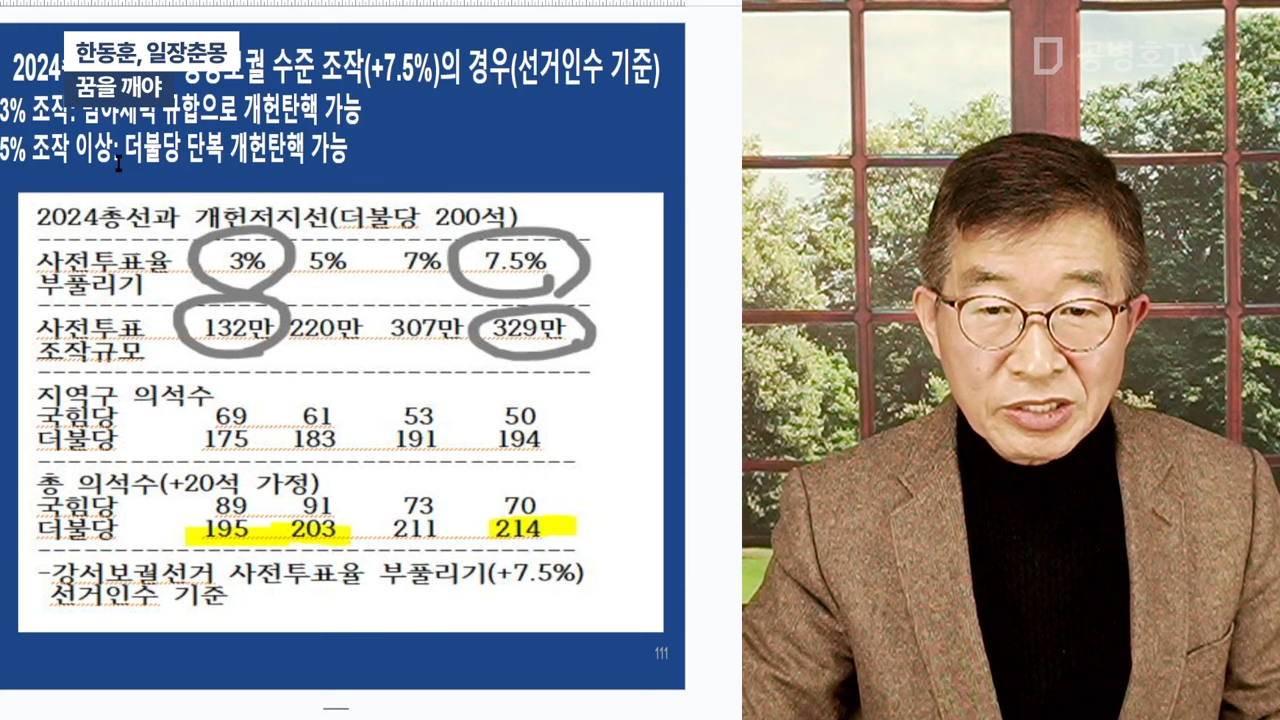 한동훈, 일장춘몽
꿈을 깨야
2024 수준 조작(+7.5%)의 경우(선거인수 기준)
3% 조작: 규합으로 개헌탄핵 가능
5% 조작 이상: 더불당 단복 개헌탄핵 가능
공병호TV
2024총선과 개헌저지선(더불당 200석)
사전투표율 3% 5% 7% 7.5%
부풀리기
사전투표 132만 220만 307만 329만
조작규모
지역구 의석수
국힘당 69 61 53 50
더불당 175 183 191 194
총 의석수(+20석 가정)
국힘당 89 91 73 70
더불당 195 203 211 214
-강서보궐선거 사전투표율 부풀리기(+7.5%)
선거인수 기준
111